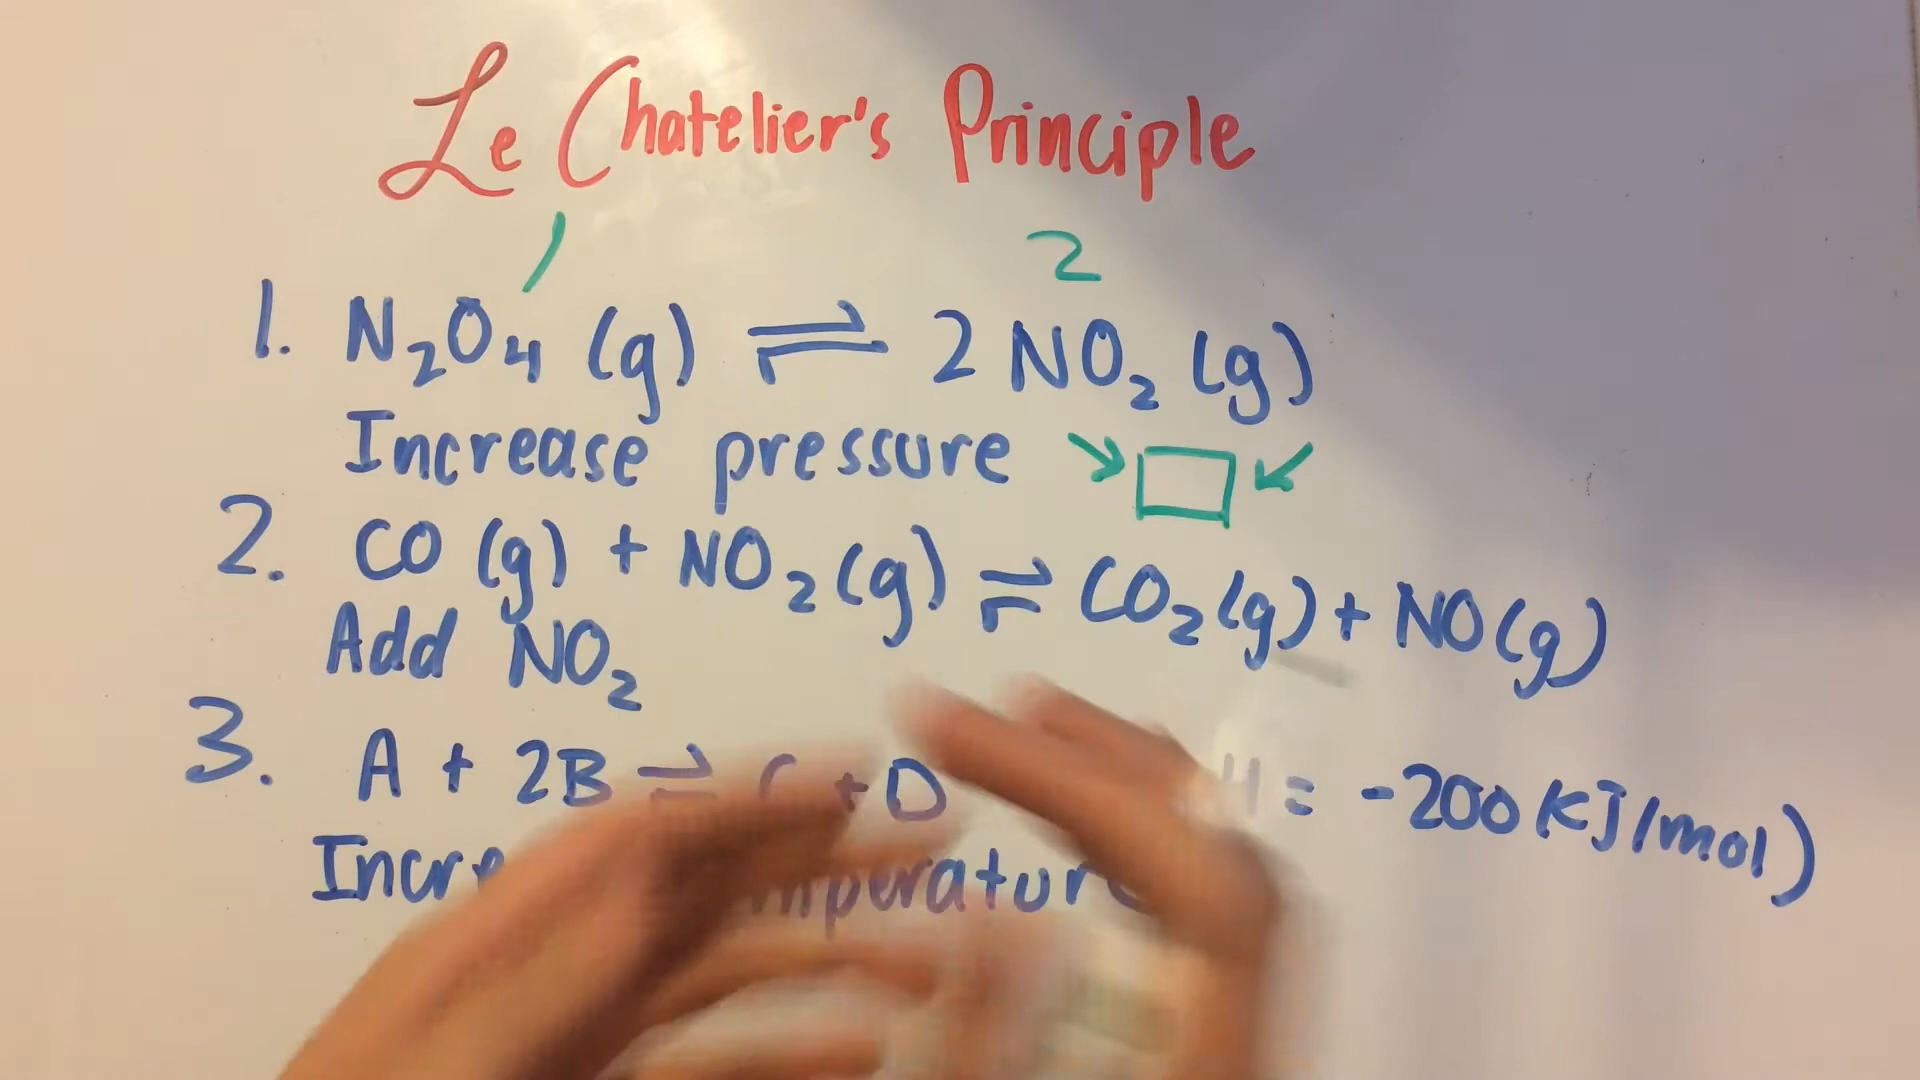 Le Chatelier's Principle
1 2
1. N₂O₄ (g) ⇌ 2 NO₂ (g)
Increase pressure
2. CO (g) + NO₂ (g) ⇌ CO₂ (g) + NO (g)
Add NO₂
3. A + 2B ⇌ C + D H = -200 KJ/mol)